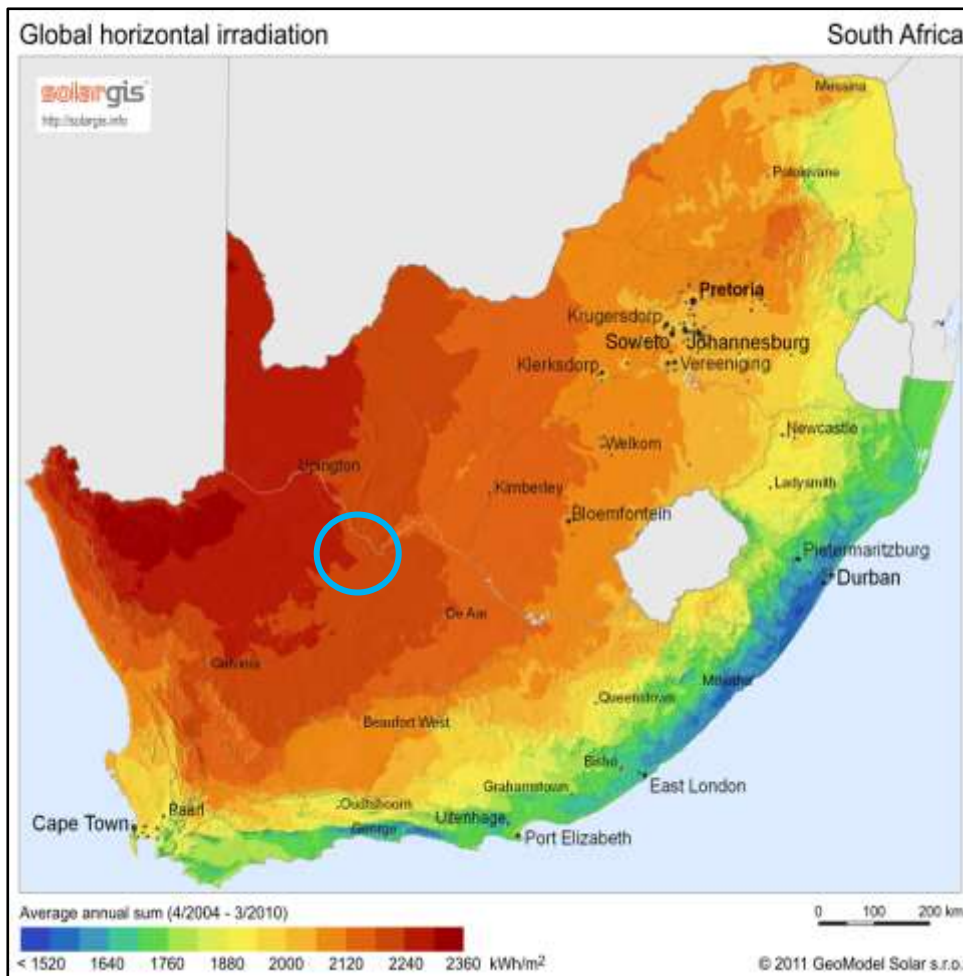 Global horizontal irradiation
South Africa
solargis
http://solargis.info
Messina
Polokwane
Pretoria
Krugersdorp
Soweto
Johannesburg
Klerksdorp
Vereeniging
Newcastle
Welkom
Upington
Kimberley
Ladysmith
Bloemfontein
Pietermaritzburg
Durban
De Aar
Calvinia
Mthatha
Queenstown
Beaufort West
Bisho
East London
Grahamstown
Oudtshoorn
Paarl
Cape Town
George
Uitenhage
Port Elizabeth
Average annual sum (4/2004 - 3/2010)
0 100 200 km
< 1520 1640 1760 1880 2000 2120 2240 2360 kWh/m²
© 2011 GeoModel Solar s.r.o.